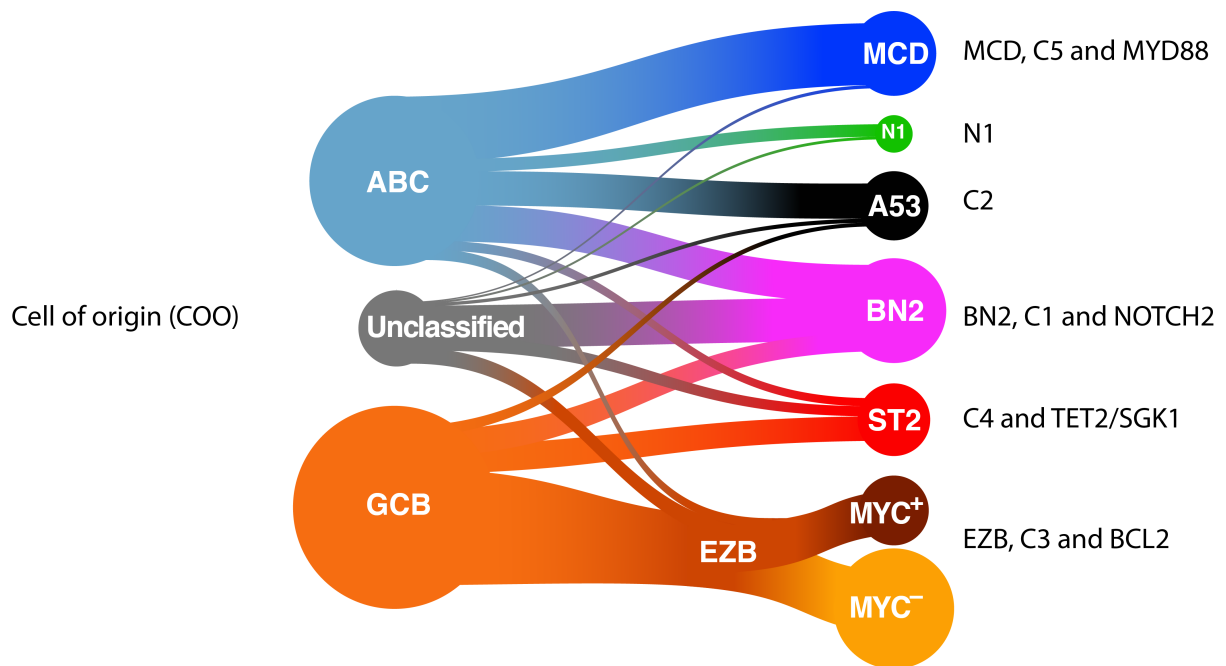 MCD
MCD, C5 and MYD88
N1
N1
ABC
A53
C2
Cell of origin (COO)
Unclassified
BN2
BN2, C1 and NOTCH2
ST2
C4 and TET2/SGK1
GCB
MYC+
EZB
EZB, C3 and BCL2
MYC−